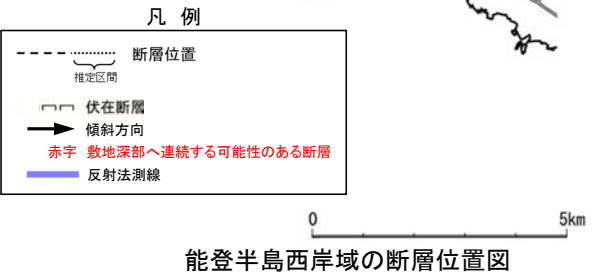 凡 例
断層位置
推定区間
伏在断層
傾斜方向
赤字 敷地深部へ連続する可能性のある断層
反射法測線
0 5km
能登半島西岸域の断層位置図